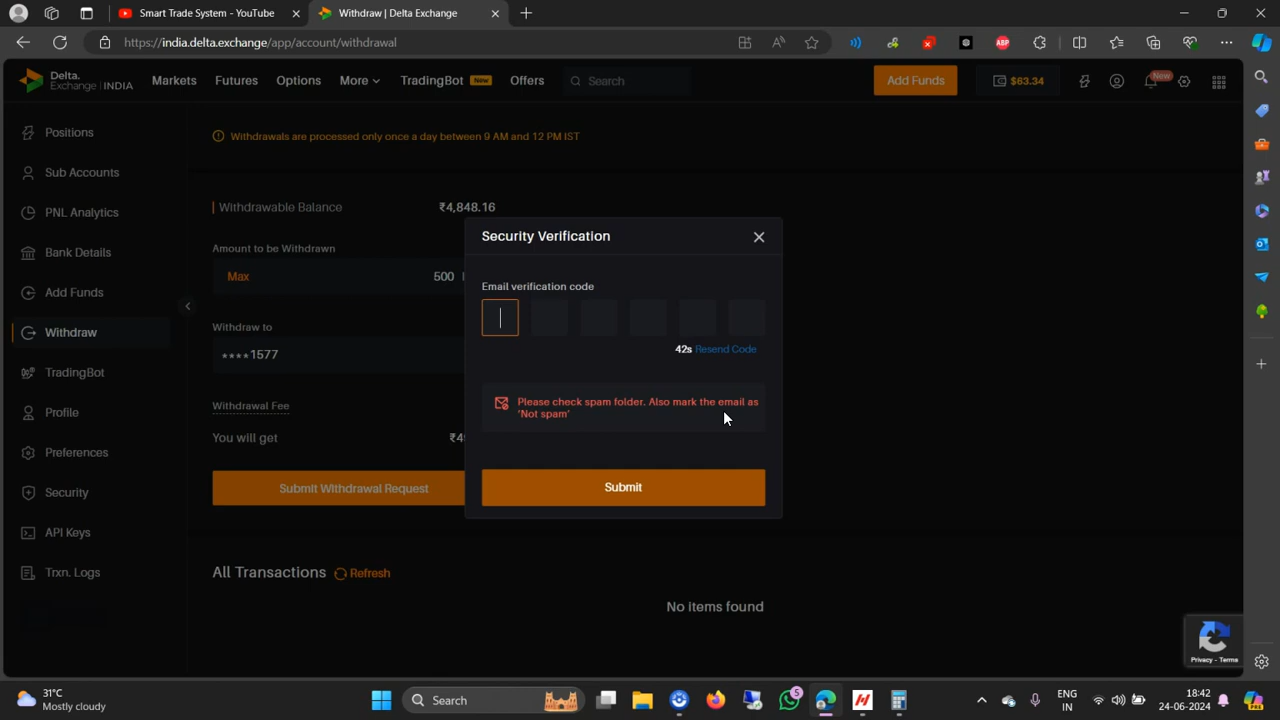 Smart Trade System - YouTube
Withdraw | Delta Exchange
https://india.delta.exchange/app/account/withdrawal
Delta.
Exchange | INDIA
Markets
Futures
Options
More
TradingBot New
Offers
Search
Add Funds
$63.34
New
Positions
Sub Accounts
PNL Analytics
Bank Details
Add Funds
Withdraw
TradingBot
Profile
Preferences
Security
API Keys
Trxn. Logs
Withdrawals are processed only once a day between 9 AM and 12 PM IST
Withdrawable Balance ₹4,848.16
Amount to be Withdrawn
Max 500
Withdraw to
****1577
Withdrawal Fee
You will get
Submit Withdrawal Request
Security Verification
Email verification code
42s Resend Code
Please check spam folder. Also mark the email as
'Not spam'
Submit
All Transactions Refresh
No items found
Privacy - Terms
ABP
31°C
Mostly cloudy
Search
5
ENG
IN
18:42
24-06-2024